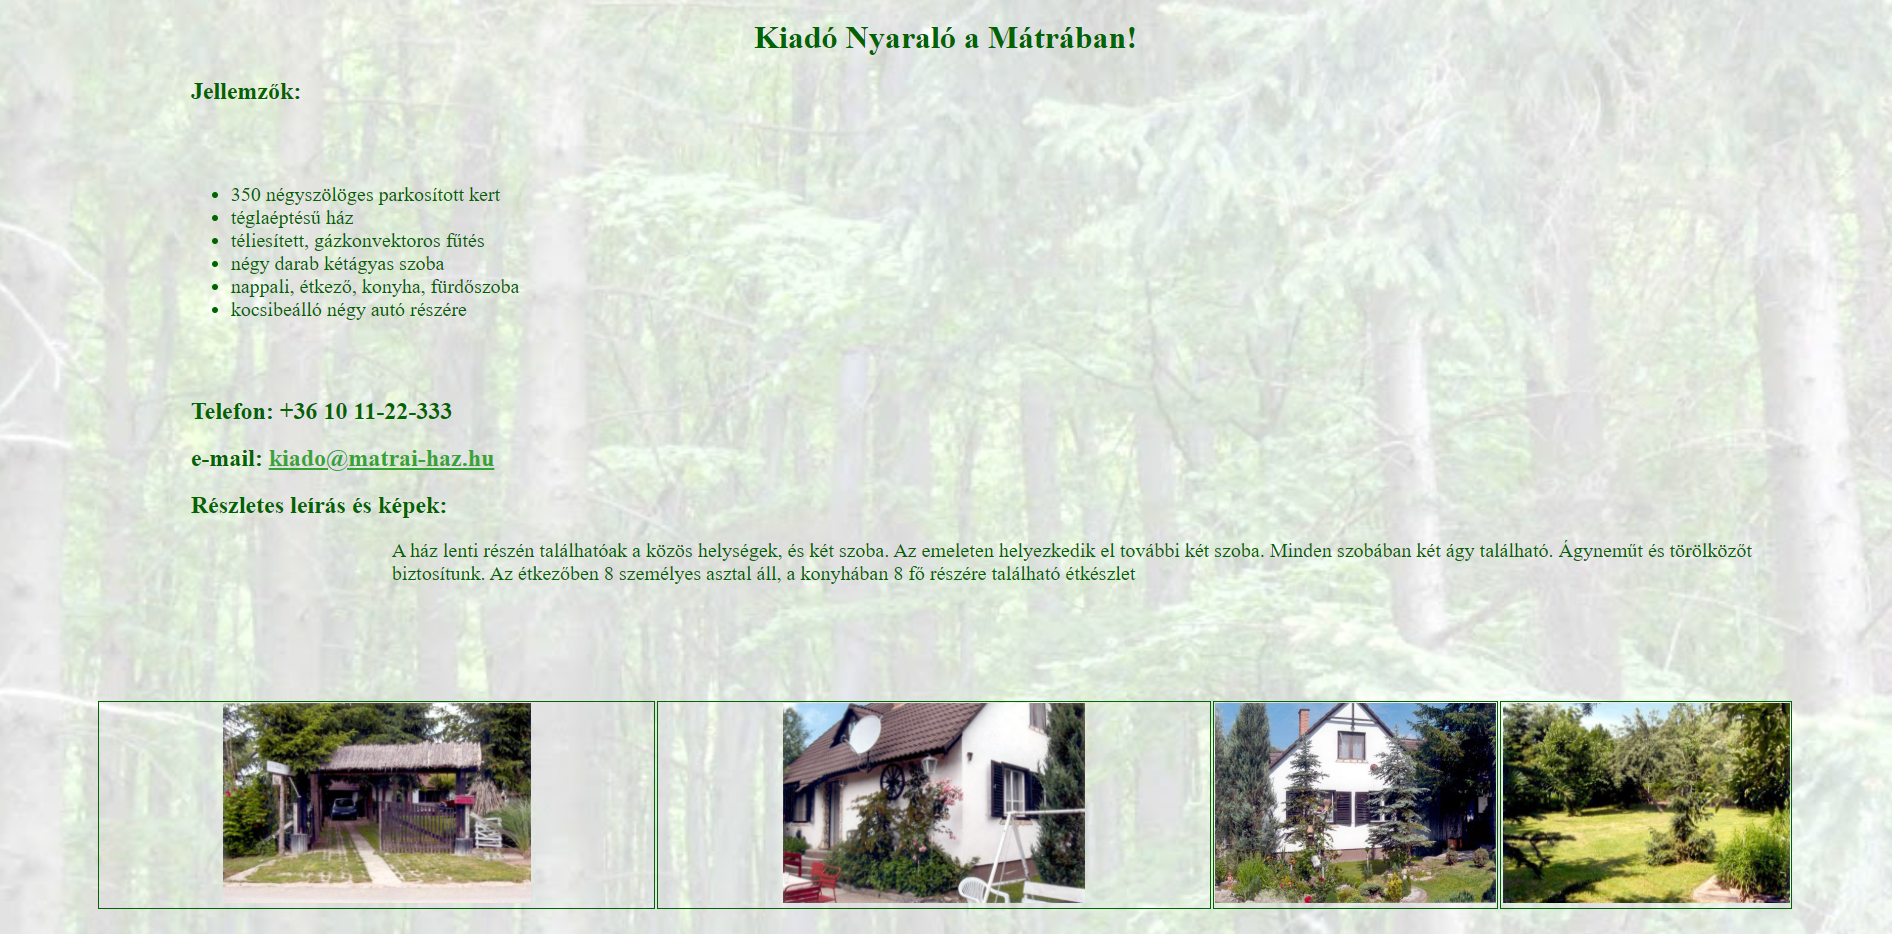 Kiadó Nyaraló a Mátrában!
Jellemzők:
350 négyszölöges parkosított kert
téglaéptésű ház
téliesített, gázkonvektoros fűtés
négy darab kétágyas szoba
nappali, étkező, konyha, fürdőszoba
kocsibeálló négy autó részére
Telefon: +36 10 11-22-333
e-mail: kiado@matrai-haz.hu
Részletes leírás és képek:
A ház lenti részén találhatóak a közös helységek, és két szoba. Az emeleten helyezkedik el további két szoba. Minden szobában két ágy található. Ágyneműt és törölközőt
biztosítunk. Az étkezőben 8 személyes asztal áll, a konyhában 8 fő részére található étkészlet